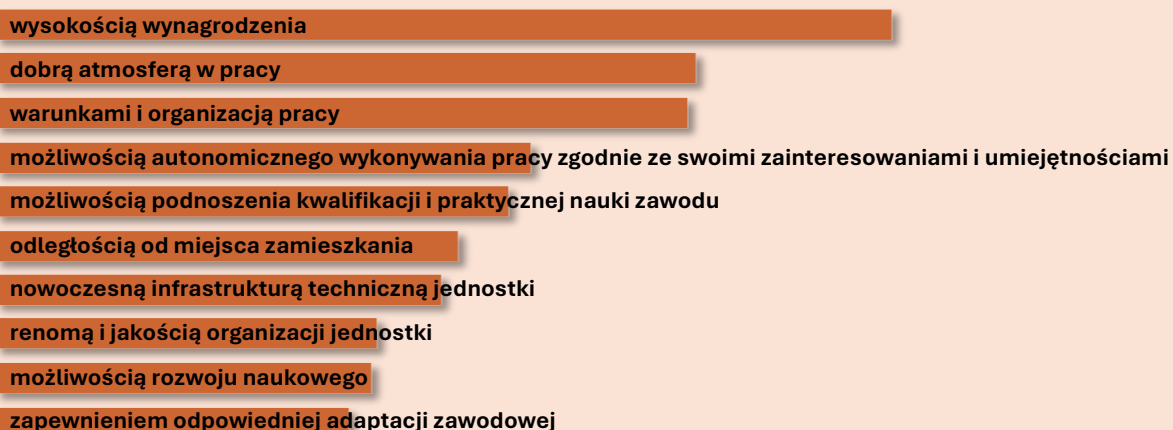 wysokością wynagrodzenia
dobrą atmosferą w pracy
warunkami i organizacją pracy
możliwością autonomicznego wykonywania pracy zgodnie ze swoimi zainteresowaniami i umiejętnościami
możliwością podnoszenia kwalifikacji i praktycznej nauki zawodu
odległością od miejsca zamieszkania
nowoczesną infrastrukturą techniczną jednostki
renomą i jakością organizacji jednostki
możliwością rozwoju naukowego
zapewnieniem odpowiedniej adaptacji zawodowej